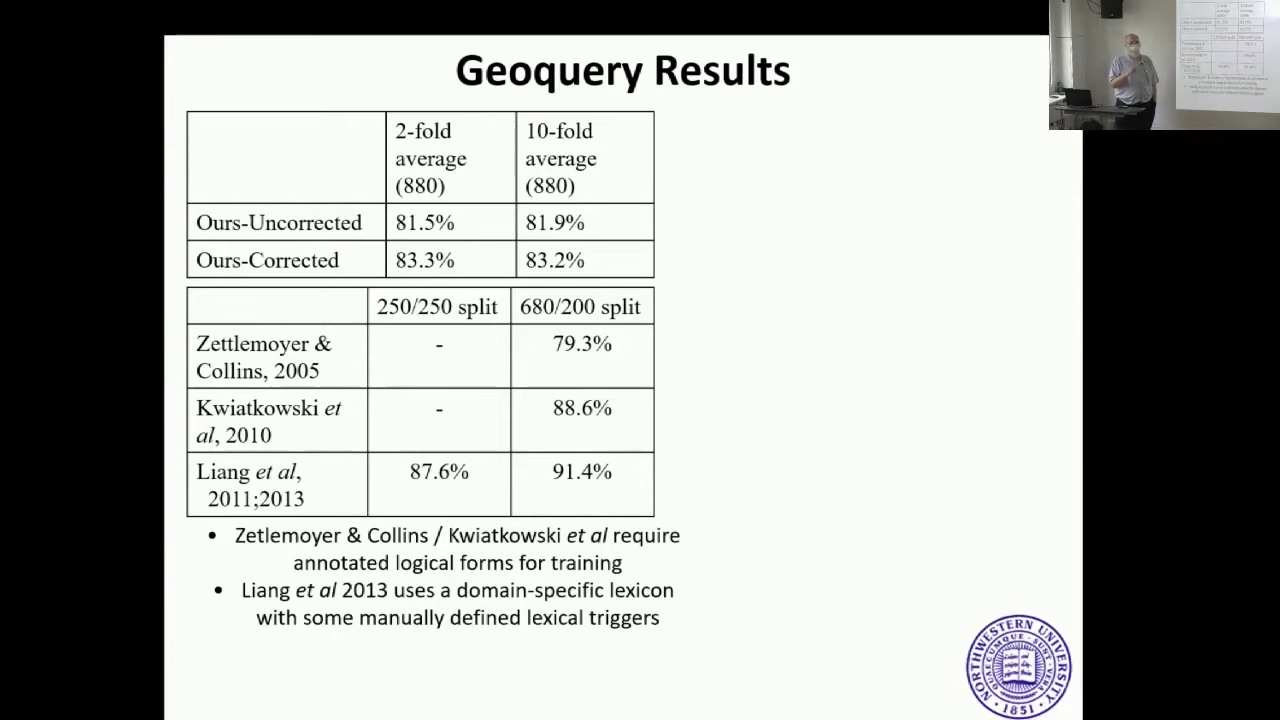 Geoquery Results
2-fold average (880) 10-fold average (880)
Ours-Uncorrected 81.5% 81.9%
Ours-Corrected 83.3% 83.2%
250/250 split 680/200 split
Zettlemoyer & Collins, 2005 - 79.3%
Kwiatkowski et al, 2010 - 88.6%
Liang et al, 2011;2013 87.6% 91.4%
• Zetlemoyer & Collins / Kwiatkowski et al require
annotated logical forms for training
• Liang et al 2013 uses a domain-specific lexicon
with some manually defined lexical triggers
NORTHWESTERN UNIVERSITY
QUAECUMQUE SUNT VERA
1851